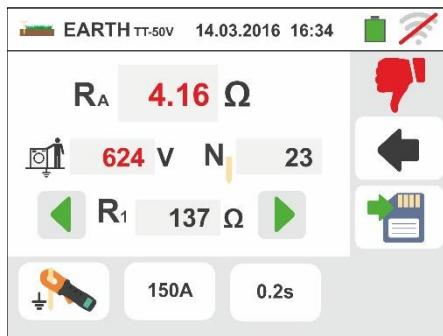 EARTH TT-50V 14.03.2016 16:34
RA 4.16 Ω
624 V N 23
R1 137 Ω
150A 0.2s